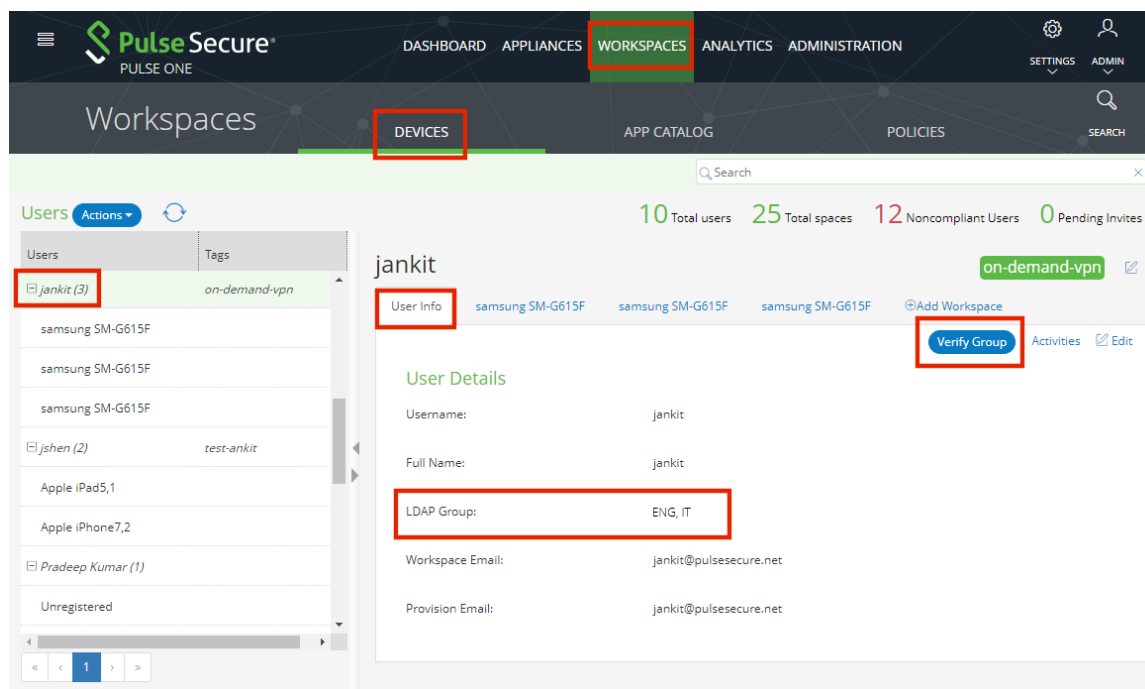 Pulse Secure
PULSE ONE
DASHBOARD APPLIANCES WORKSPACES ANALYTICS ADMINISTRATION
SETTINGS
ADMIN
Workspaces
DEVICES
APP CATALOG
POLICIES
SEARCH
Search
Users Actions
10 Total users 25 Total spaces 12 Noncompliant Users 0 Pending Invites
Users Tags
jankit (3) on-demand-vpn
samsung SM-G615F
samsung SM-G615F
samsung SM-G615F
jshen (2) test-ankit
Apple iPad5,1
Apple iPhone7,2
Pradeep Kumar (1)
Unregistered
« < 1 > »
jankit
on-demand-vpn
User Info samsung SM-G615F samsung SM-G615F samsung SM-G615F Add Workspace
Verify Group Activities Edit
User Details
Username: jankit
Full Name: jankit
LDAP Group: ENG, IT
Workspace Email: jankit@pulsesecure.net
Provision Email: jankit@pulsesecure.net